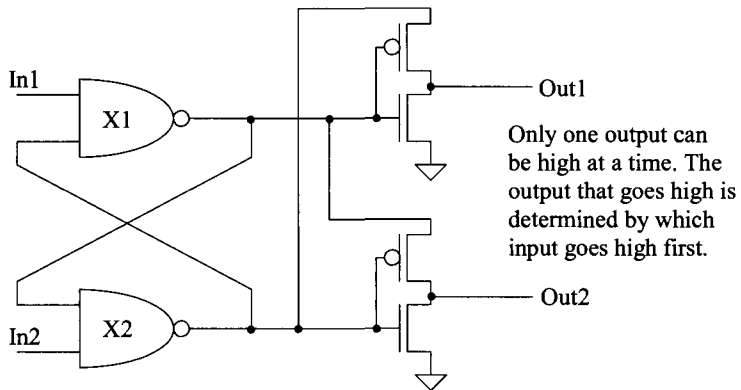 In1
X1
Out1
Only one output can
be high at a time. The
output that goes high is
determined by which
input goes high first.
X2
In2
Out2